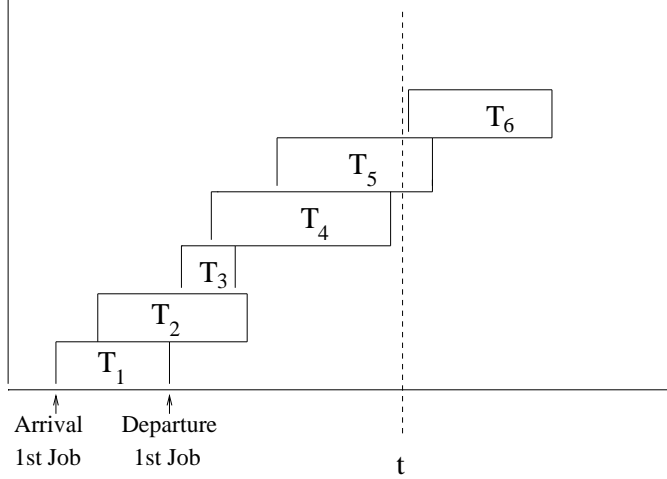 T₆
T₅
T₄
T₃
T₂
T₁
Arrival
1st Job
Departure
1st Job
t